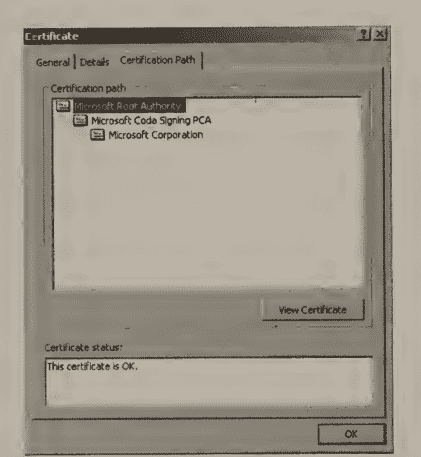 Certificate
General Details Certification Path
Certification path
Microsoft Root Authority
Microsoft Code Signing PCA
Microsoft Corporation
View Certificate
Certificate status:
This certificate is OK.
OK